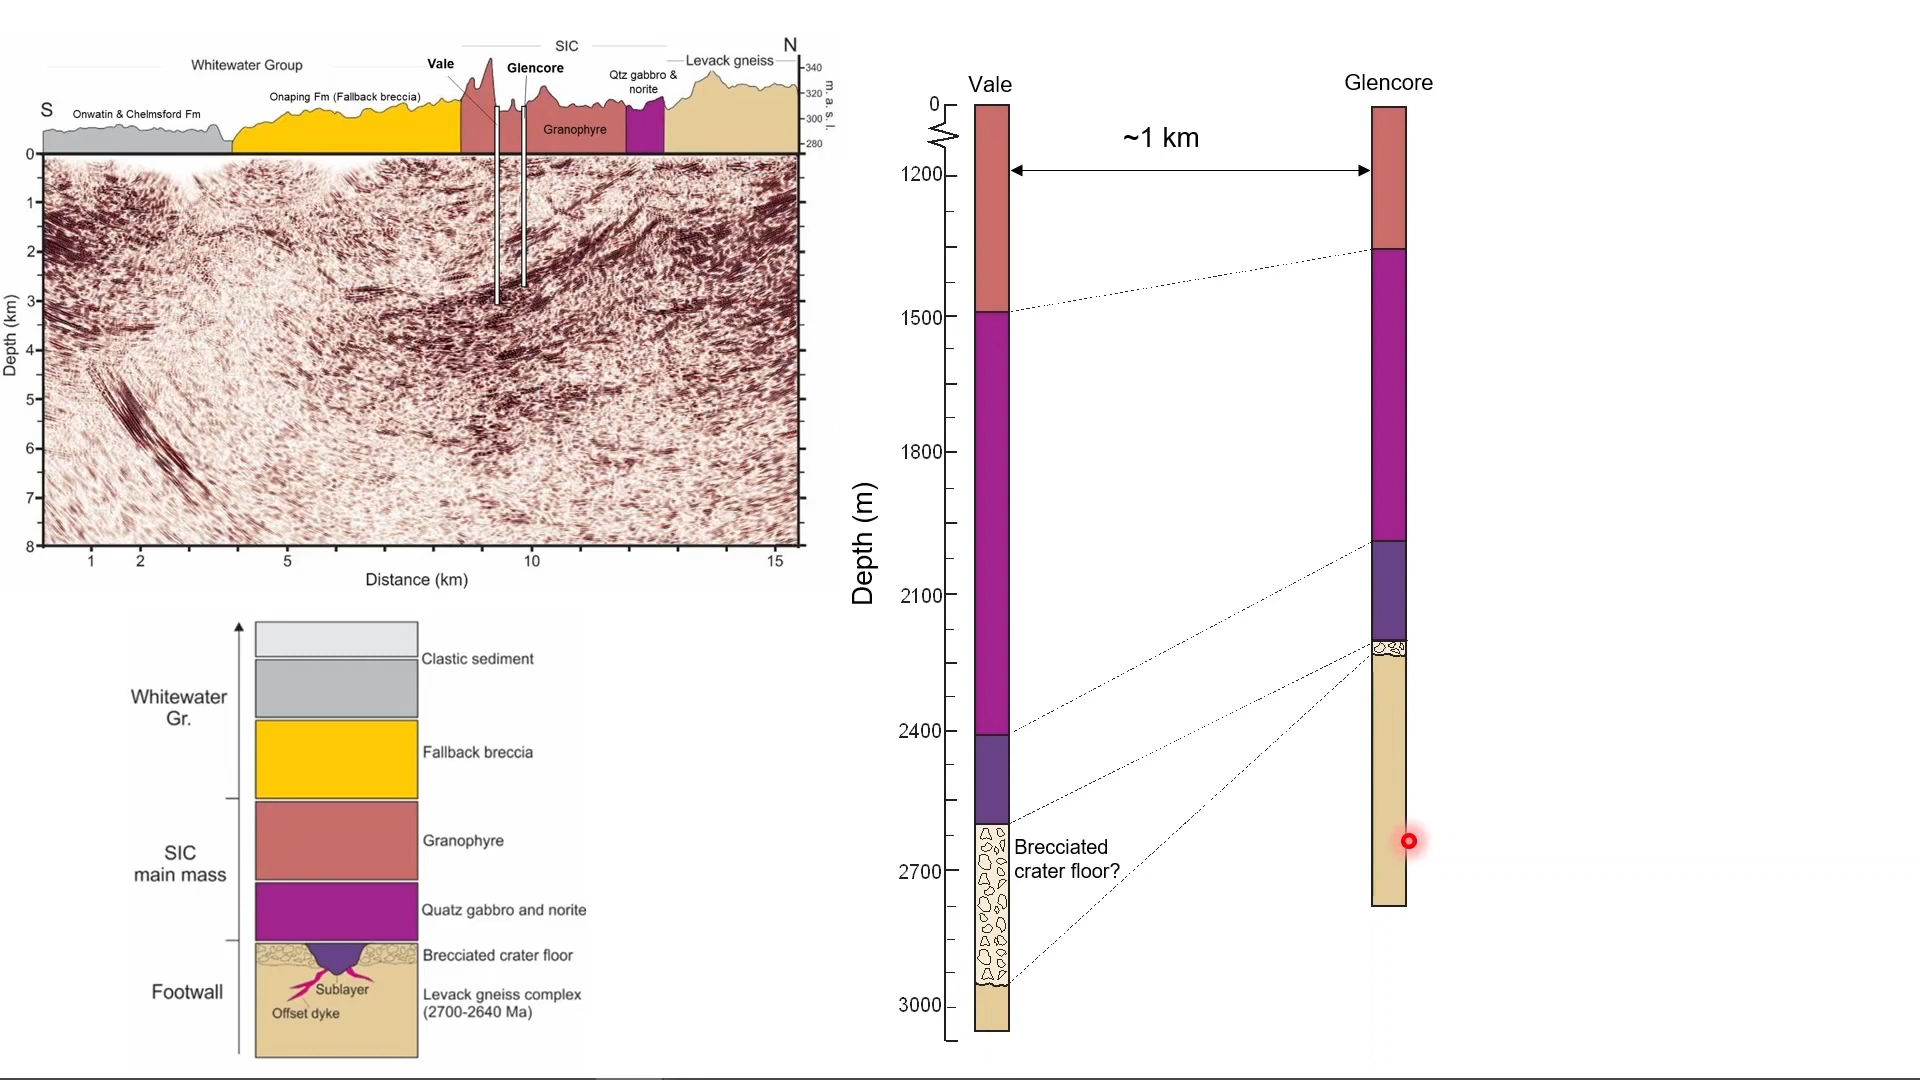 SIC
N
Whitewater Group
Vale
Glencore
Levack gneiss
Qtz gabbro &
norite
340
320
300
280
m. a. s. l.
S
Onaping Fm (Fallback breccia)
Onwatin & Chelmsford Fm
Granophyre
0
1
2
3
4
5
6
7
8
Depth (km)
1
2
5
10
15
Distance (km)
Whitewater
Gr.
SIC
main mass
Footwall
Clastic sediment
Fallback breccia
Granophyre
Quatz gabbro and norite
Brecciated crater floor
Sublayer
Offset dyke
Levack gneiss complex
(2700-2640 Ma)
Vale
Glencore
~1 km
0
1200
1500
1800
2100
2400
2700
3000
Depth (m)
Brecciated
crater floor?